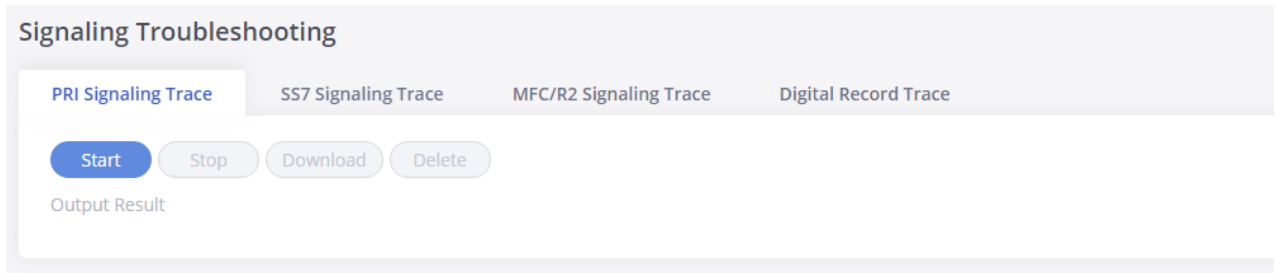 Signaling Troubleshooting
PRI Signaling Trace SS7 Signaling Trace MFC/R2 Signaling Trace Digital Record Trace
Start Stop Download Delete
Output Result